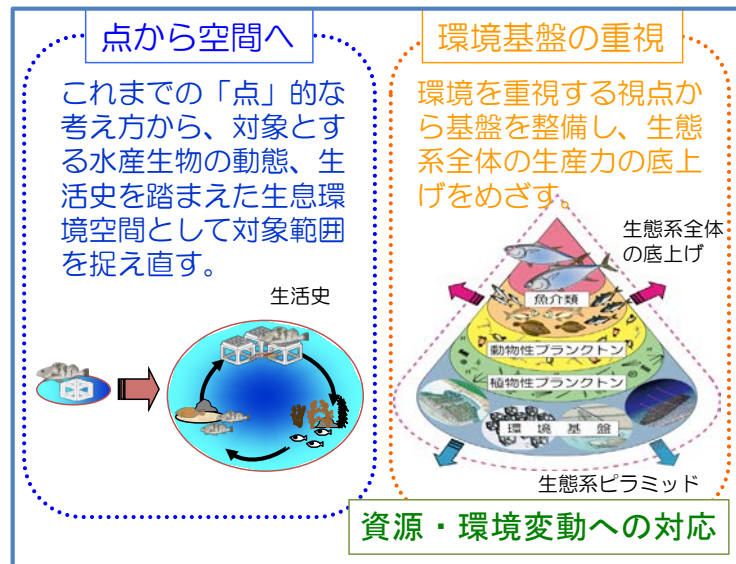 点から空間へ
これまでの「点」的な
考え方から、対象とす
る水産生物の動態、生
活史を踏まえた生息環
境空間として対象範囲
を捉え直す。
生活史
環境基盤の重視
環境を重視する視点か
ら基盤を整備し、生態
系全体の生産力の底上
げをめざす。
生態系全体
の底上げ
魚介類
動物性プランクトン
植物性プランクトン
環境基盤
生態系ピラミッド
資源・環境変動への対応